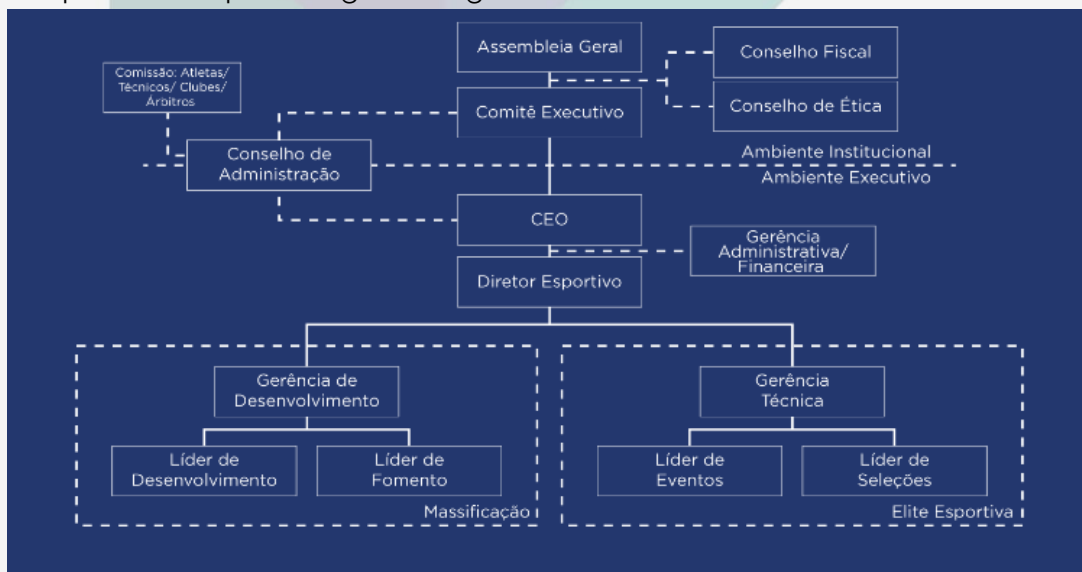 Assembleia Geral
Conselho Fiscal
Comissão: Atletas/
Técnicos/ Clubes/
Árbitros
Conselho de Ética
Comitê Executivo
Conselho de
Administração
Ambiente Institucional
Ambiente Executivo
CEO
Gerência
Administrativa/
Financeira
Diretor Esportivo
Gerência de
Desenvolvimento
Líder de
Desenvolvimento
Líder de
Fomento
Massificação
Gerência
Técnica
Líder de
Eventos
Líder de
Seleções
Elite Esportiva